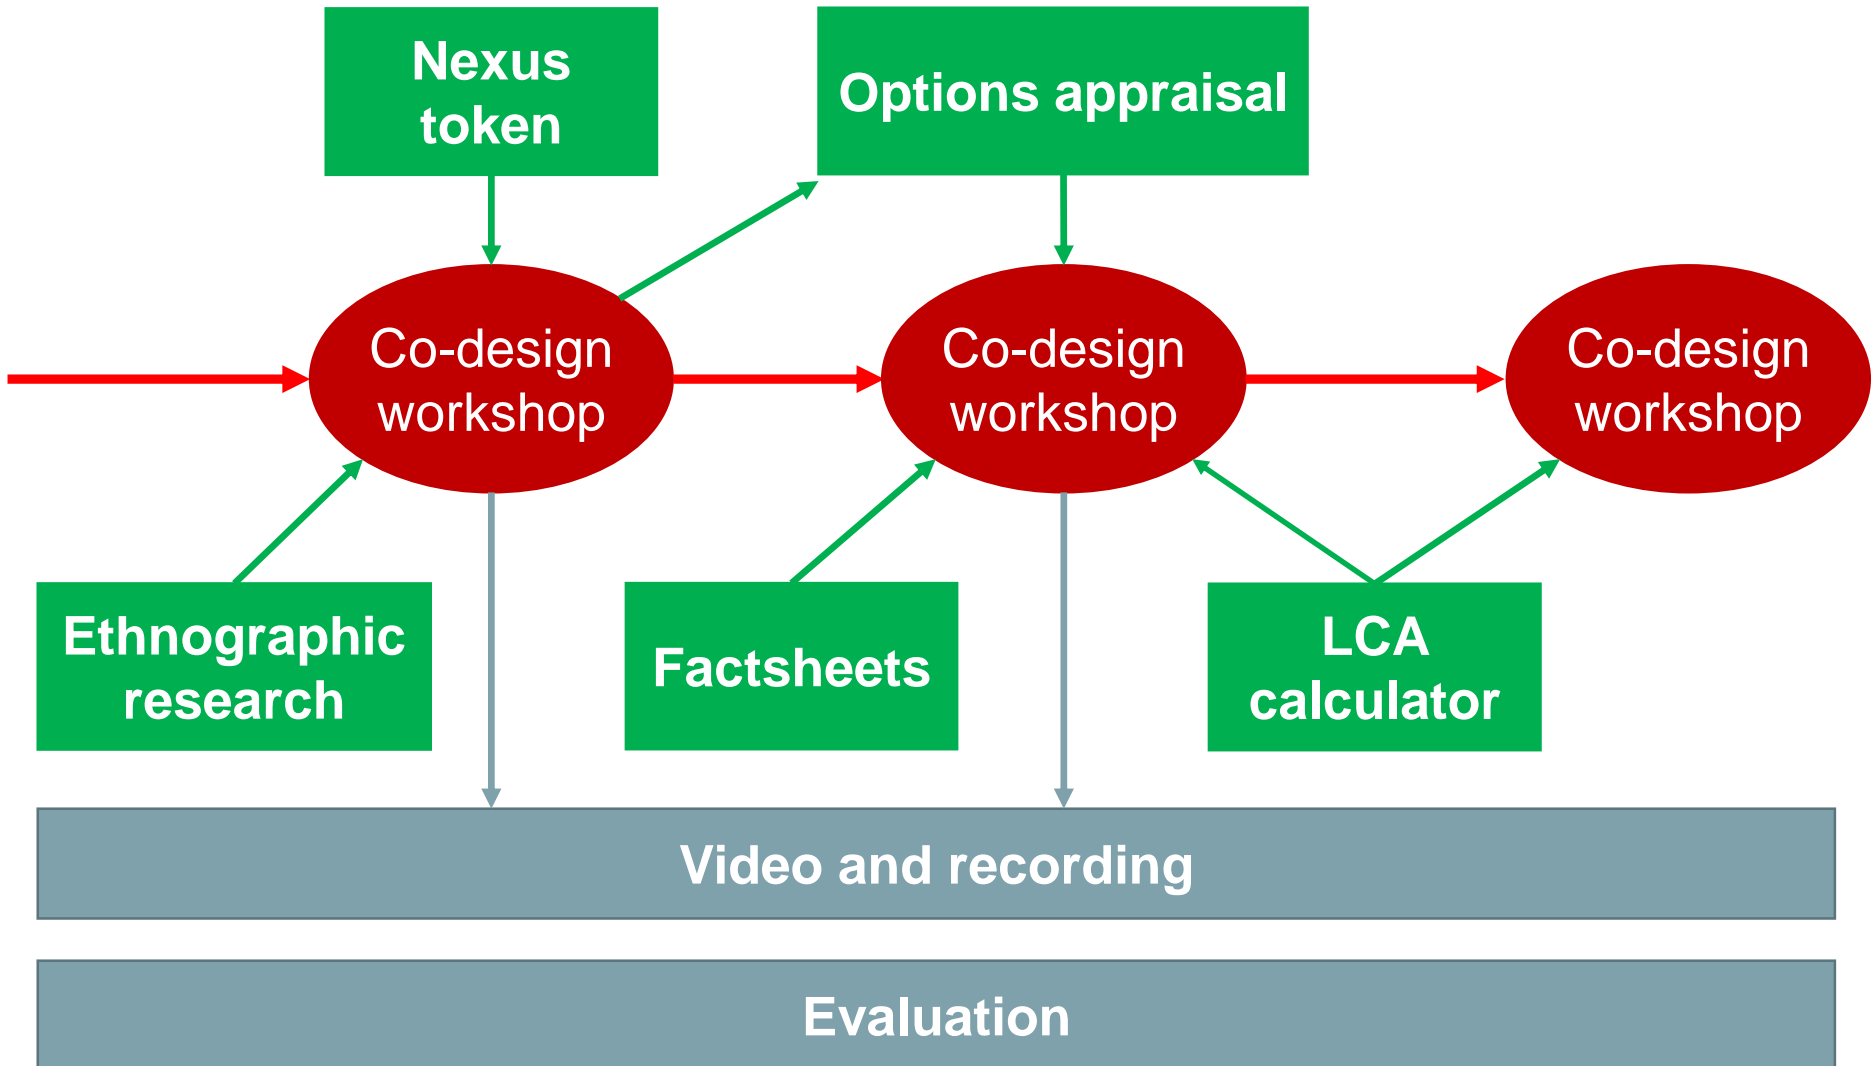 Nexus
token
Options appraisal
Co-design
workshop
Co-design
workshop
Co-design
workshop
Ethnographic
research
Factsheets
LCA
calculator
Video and recording
Evaluation